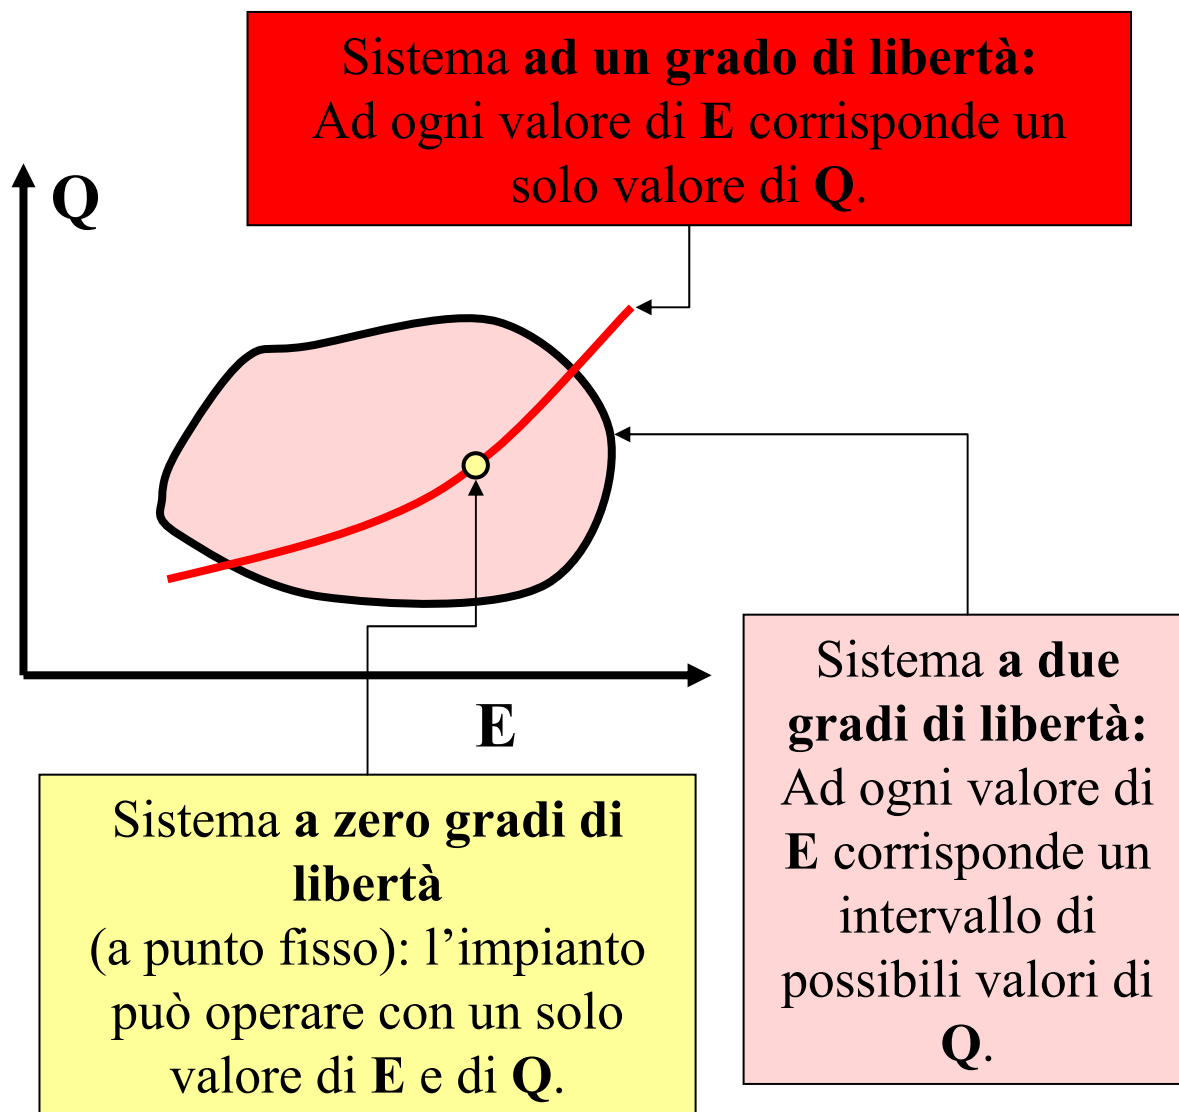 Sistema ad un grado di libertà:
Ad ogni valore di E corrisponde un
solo valore di Q.
Q
E
Sistema a due
gradi di libertà:
Ad ogni valore di
E corrisponde un
intervallo di
possibili valori di
Q.
Sistema a zero gradi di
libertà
(a punto fisso): l’impianto
può operare con un solo
valore di E e di Q.